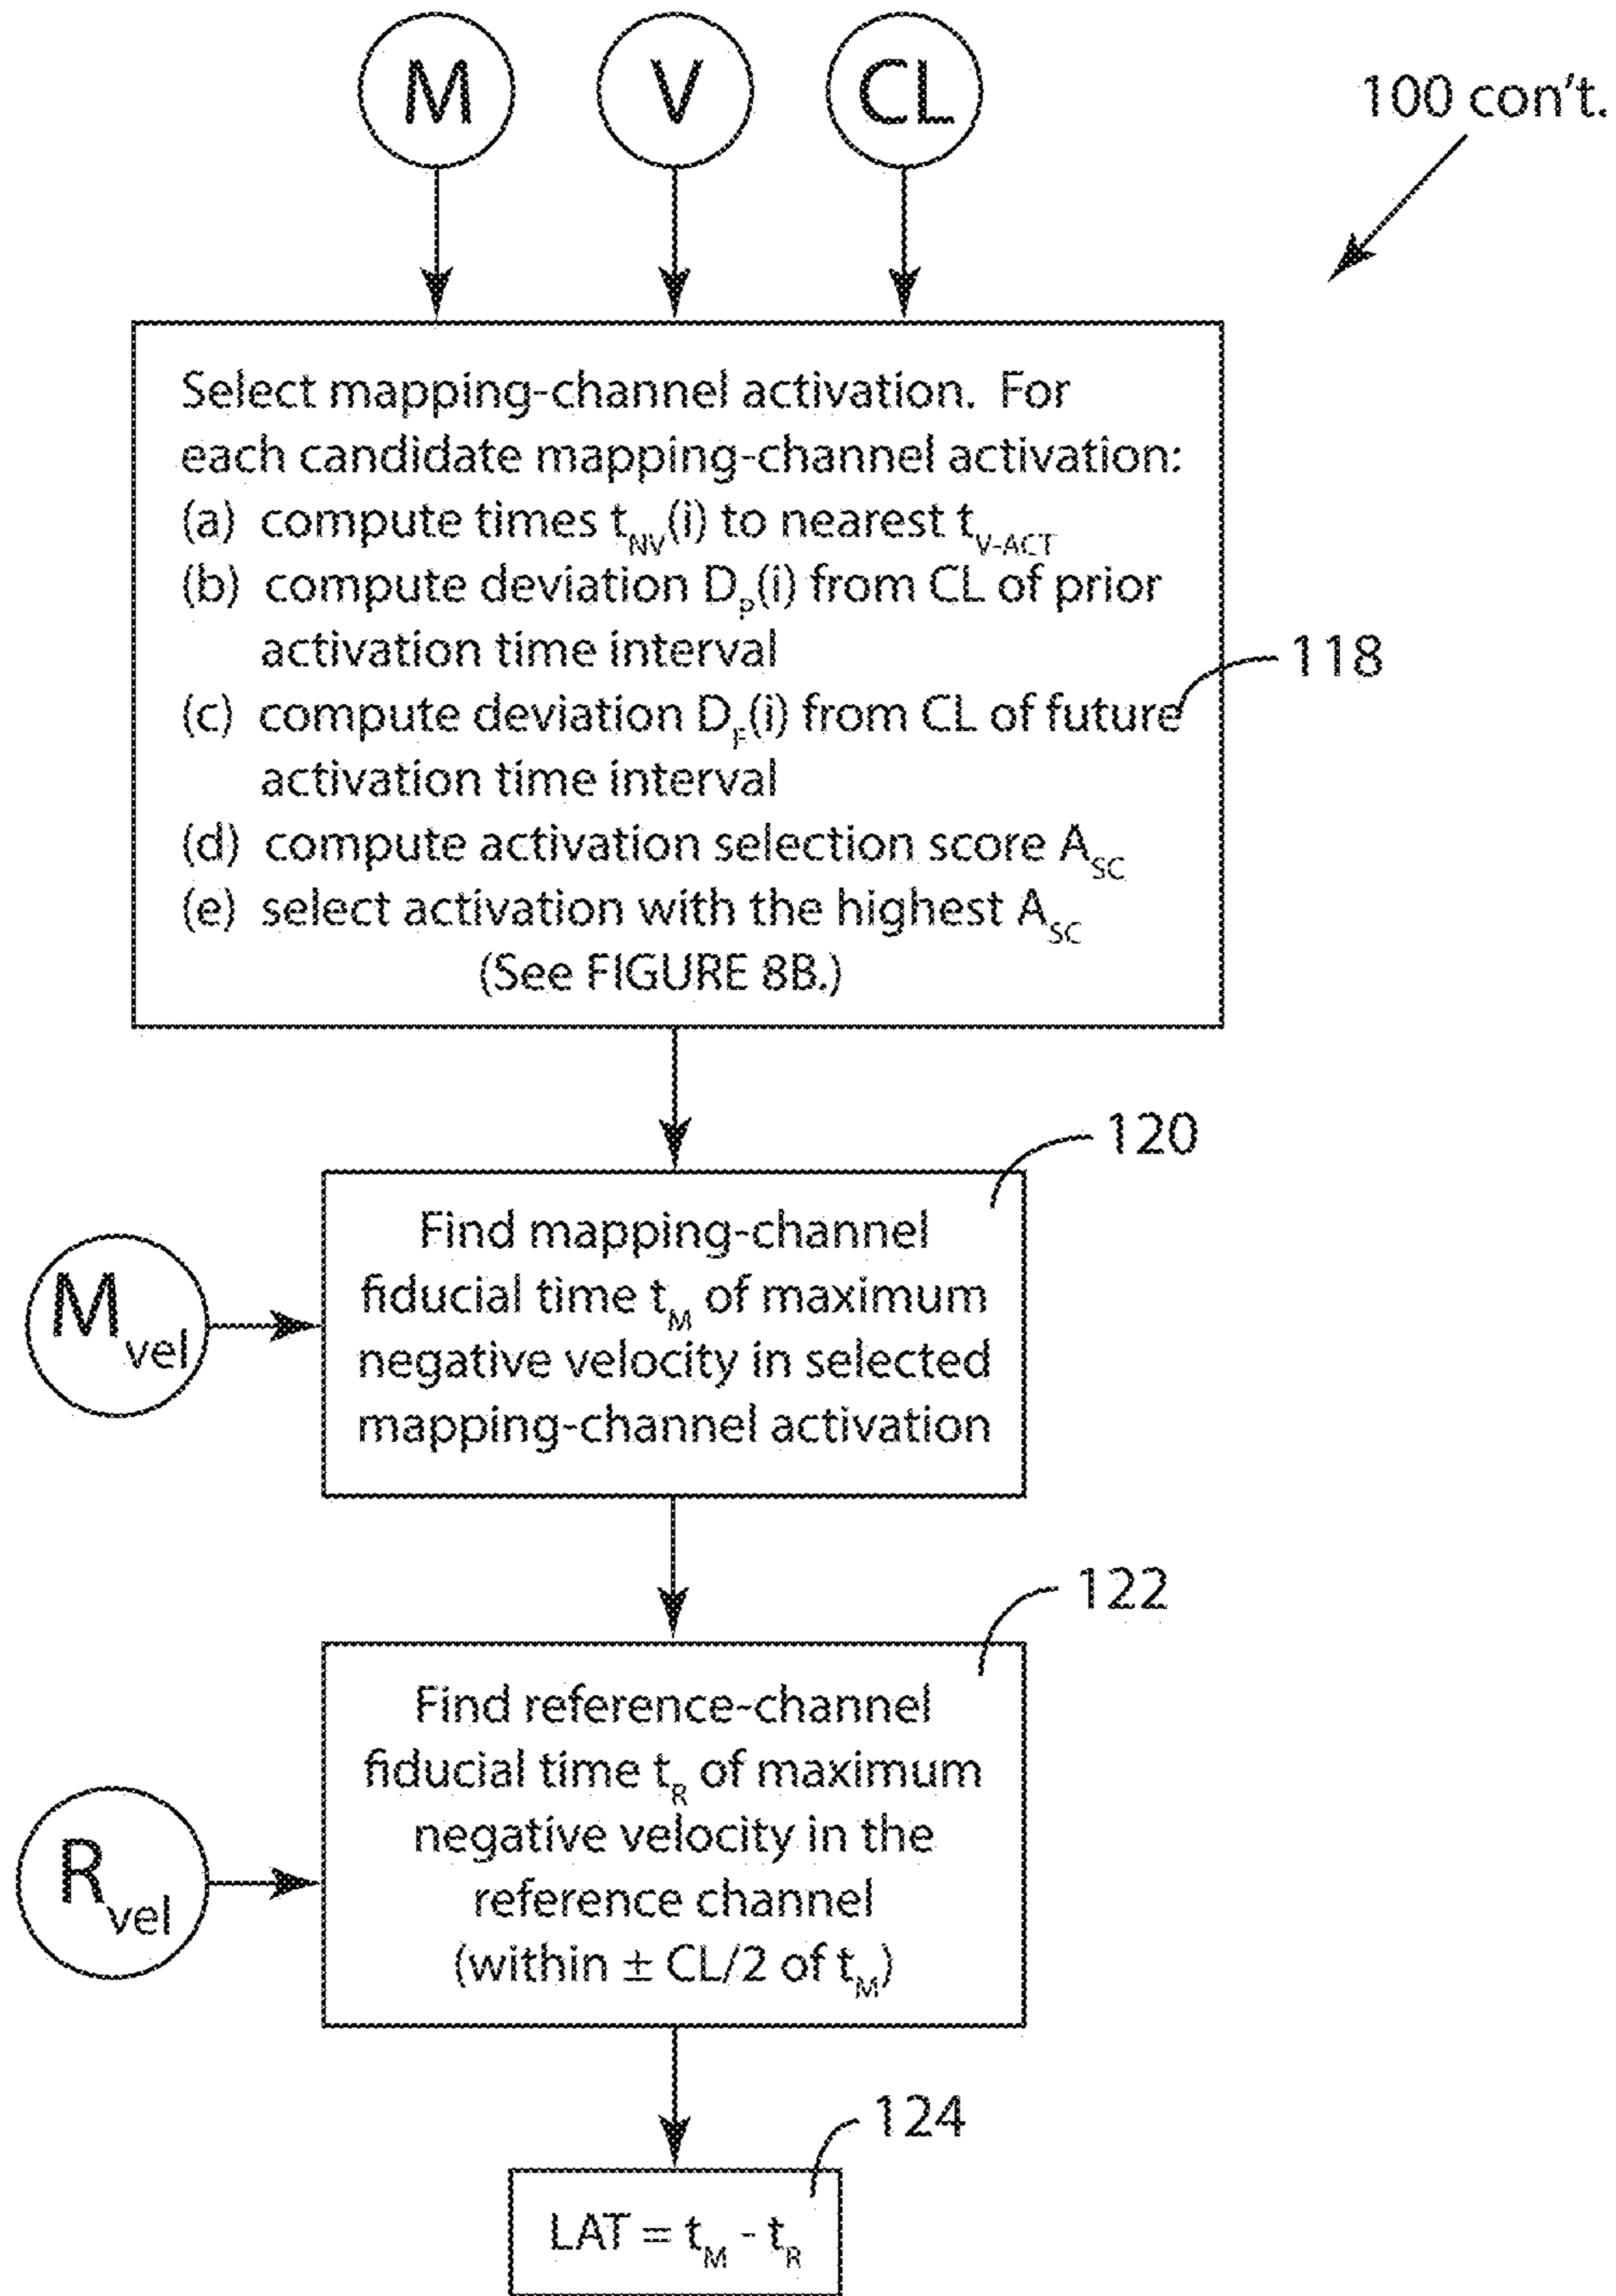 M V CL
100 con't.
Select mapping-channel activation. For
each candidate mapping-channel activation:
(a) compute times t_NV(i) to nearest t_V-ACT
(b) compute deviation D_P(i) from CL of prior
activation time interval
(c) compute deviation D_F(i) from CL of future
activation time interval
(d) compute activation selection score A_SC
(e) select activation with the highest A_SC
(See FIGURE 8B.)
118
120
Find mapping-channel
fiducial time t_M of maximum
negative velocity in selected
mapping-channel activation
M_vel
122
Find reference-channel
fiducial time t_R of maximum
negative velocity in the
reference channel
(within ± CL/2 of t_M)
R_vel
124
LAT = t_M - t_R